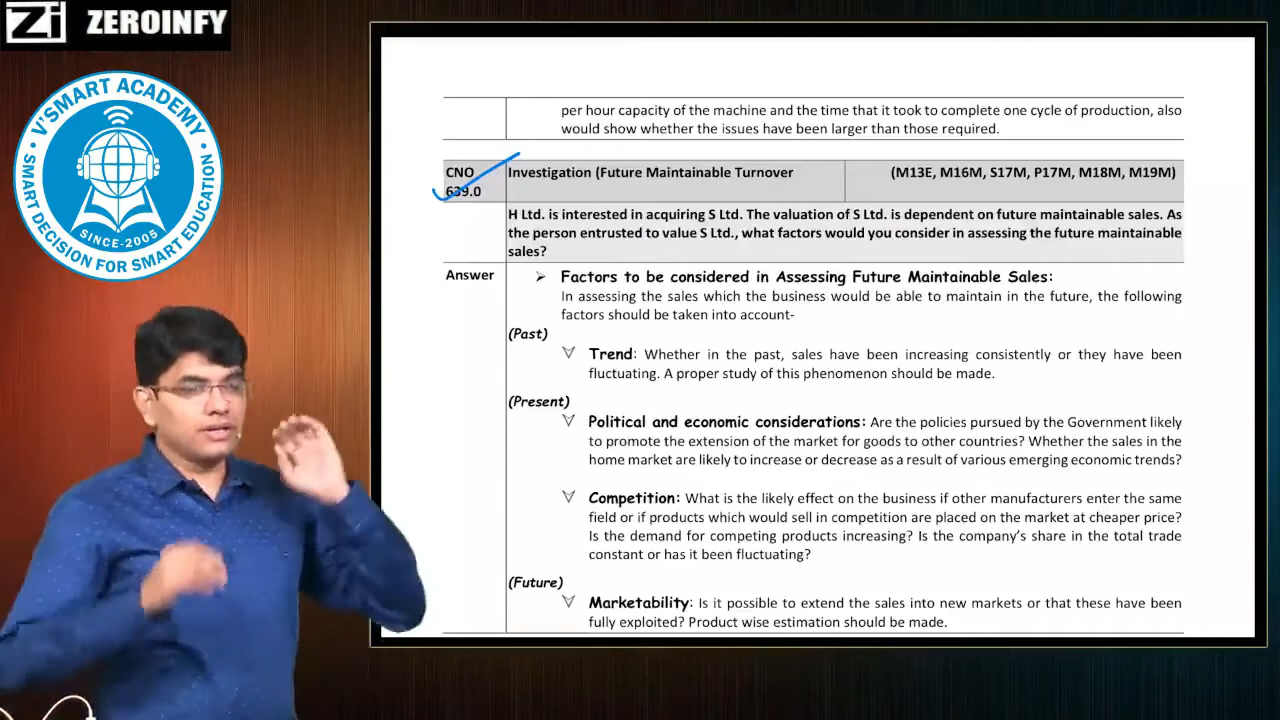 Zi ZEROINFY
V'SMART ACADEMY
SMART DECISION FOR SMART EDUCATION
SINCE-2005
per hour capacity of the machine and the time that it took to complete one cycle of production, also
would show whether the issues have been larger than those required.
CNO Investigation (Future Maintainable Turnover (M13E, M16M, S17M, P17M, M18M, M19M)
639.0
H Ltd. is interested in acquiring S Ltd. The valuation of S Ltd. is dependent on future maintainable sales. As
the person entrusted to value S Ltd., what factors would you consider in assessing the future maintainable
sales?
Answer ➢ Factors to be considered in Assessing Future Maintainable Sales:
In assessing the sales which the business would be able to maintain in the future, the following
factors should be taken into account-
(Past)
Trend: Whether in the past, sales have been increasing consistently or they have been
fluctuating. A proper study of this phenomenon should be made.
(Present)
Political and economic considerations: Are the policies pursued by the Government likely
to promote the extension of the market for goods to other countries? Whether the sales in the
home market are likely to increase or decrease as a result of various emerging economic trends?
Competition: What is the likely effect on the business if other manufacturers enter the same
field or if products which would sell in competition are placed on the market at cheaper price?
Is the demand for competing products increasing? Is the company's share in the total trade
constant or has it been fluctuating?
(Future)
Marketability: Is it possible to extend the sales into new markets or that these have been
fully exploited? Product wise estimation should be made.